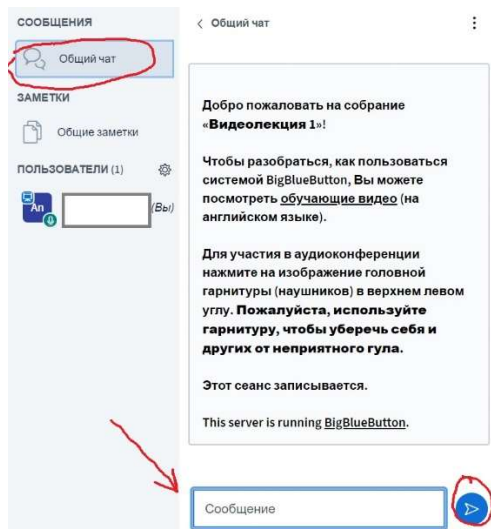 СООБЩЕНИЯ
Общий чат
ЗАМЕТКИ
Общие заметки
ПОЛЬЗОВАТЕЛИ (1)
An
(Вы)
Общий чат
Добро пожаловать на собрание
«Видеолекция 1»!
Чтобы разобраться, как пользоваться
системой BigBlueButton, Вы можете
посмотреть обучающие видео (на
английском языке).
Для участия в аудиоконференции
нажмите на изображение головной
гарнитуры (наушников) в верхнем левом
углу. Пожалуйста, используйте
гарнитуру, чтобы уберечь себя и
других от неприятного гула.
Этот сеанс записывается.
This server is running BigBlueButton.
Сообщение